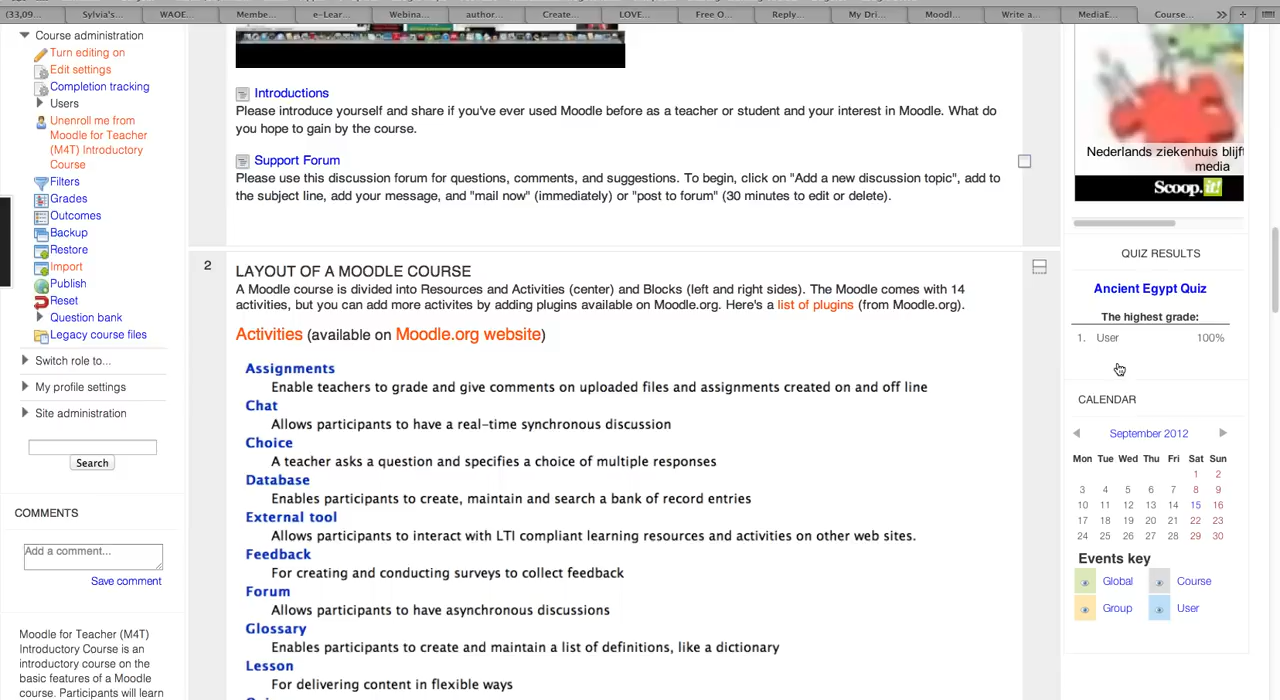 (33,09...
Sylvia's...
WAOE...
Membe...
e-Lear...
Webina...
author...
Create...
LOVE...
Free O...
Reply...
My Dri...
Moodl...
Write a...
MediaE...
Course...
Course administration
Turn editing on
Edit settings
Completion tracking
Users
Unenroll me from
Moodle for Teacher
(M4T) Introductory
Course
Filters
Grades
Outcomes
Backup
Restore
Import
Publish
Reset
Question bank
Legacy course files
Switch role to...
My profile settings
Site administration
Search
COMMENTS
Add a comment...
Save comment
Moodle for Teacher (M4T)
Introductory Course is an
introductory course on the
basic features of a Moodle
course. Participants will learn
Introductions
Please introduce yourself and share if you've ever used Moodle before as a teacher or student and your interest in Moodle. What do
you hope to gain by the course.
Support Forum
Please use this discussion forum for questions, comments, and suggestions. To begin, click on "Add a new discussion topic", add to
the subject line, add your message, and "mail now" (immediately) or "post to forum" (30 minutes to edit or delete).
2
LAYOUT OF A MOODLE COURSE
A Moodle course is divided into Resources and Activities (center) and Blocks (left and right sides). The Moodle comes with 14
activities, but you can add more activites by adding plugins available on Moodle.org. Here's a list of plugins (from Moodle.org).
Activities (available on Moodle.org website)
Assignments
Enable teachers to grade and give comments on uploaded files and assignments created on and off line
Chat
Allows participants to have a real-time synchronous discussion
Choice
A teacher asks a question and specifies a choice of multiple responses
Database
Enables participants to create, maintain and search a bank of record entries
External tool
Allows participants to interact with LTI compliant learning resources and activities on other web sites.
Feedback
For creating and conducting surveys to collect feedback
Forum
Allows participants to have asynchronous discussions
Glossary
Enables participants to create and maintain a list of definitions, like a dictionary
Lesson
For delivering content in flexible ways
Nederlands ziekenhuis blijft
media
Scoop.it!
QUIZ RESULTS
Ancient Egypt Quiz
The highest grade:
1. User 100%
CALENDAR
September 2012
Mon Tue Wed Thu Fri Sat Sun
1 2
3 4 5 6 7 8 9
10 11 12 13 14 15 16
17 18 19 20 21 22 23
24 25 26 27 28 29 30
Events key
Global Course
Group User